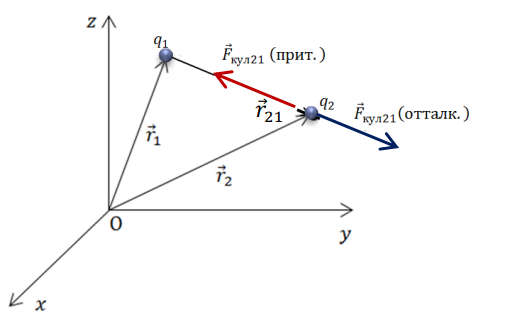 z
q₁
F⃗кул21 (прит.)
r⃗₂₁
q₂
F⃗кул21(отталк.)
r⃗₁
r⃗₂
O
y
x